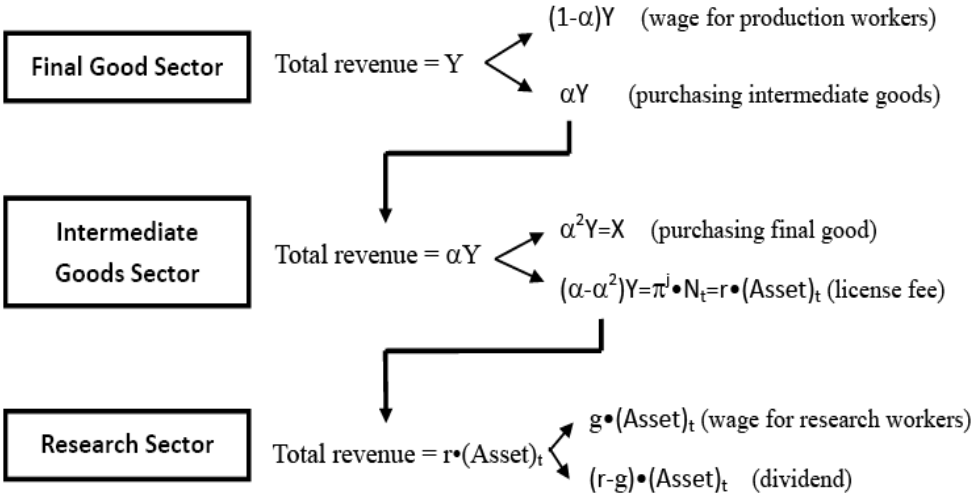 (1-α)Y (wage for production workers)
Final Good Sector
Total revenue = Y
αY (purchasing intermediate goods)
Intermediate
Goods Sector
Total revenue = αY
α²Y=X (purchasing final good)
(α-α²)Y=πʲ•Nₜ=r•(Asset)ₜ (license fee)
Research Sector
Total revenue = r•(Asset)ₜ
g•(Asset)ₜ (wage for research workers)
(r-g)•(Asset)ₜ (dividend)